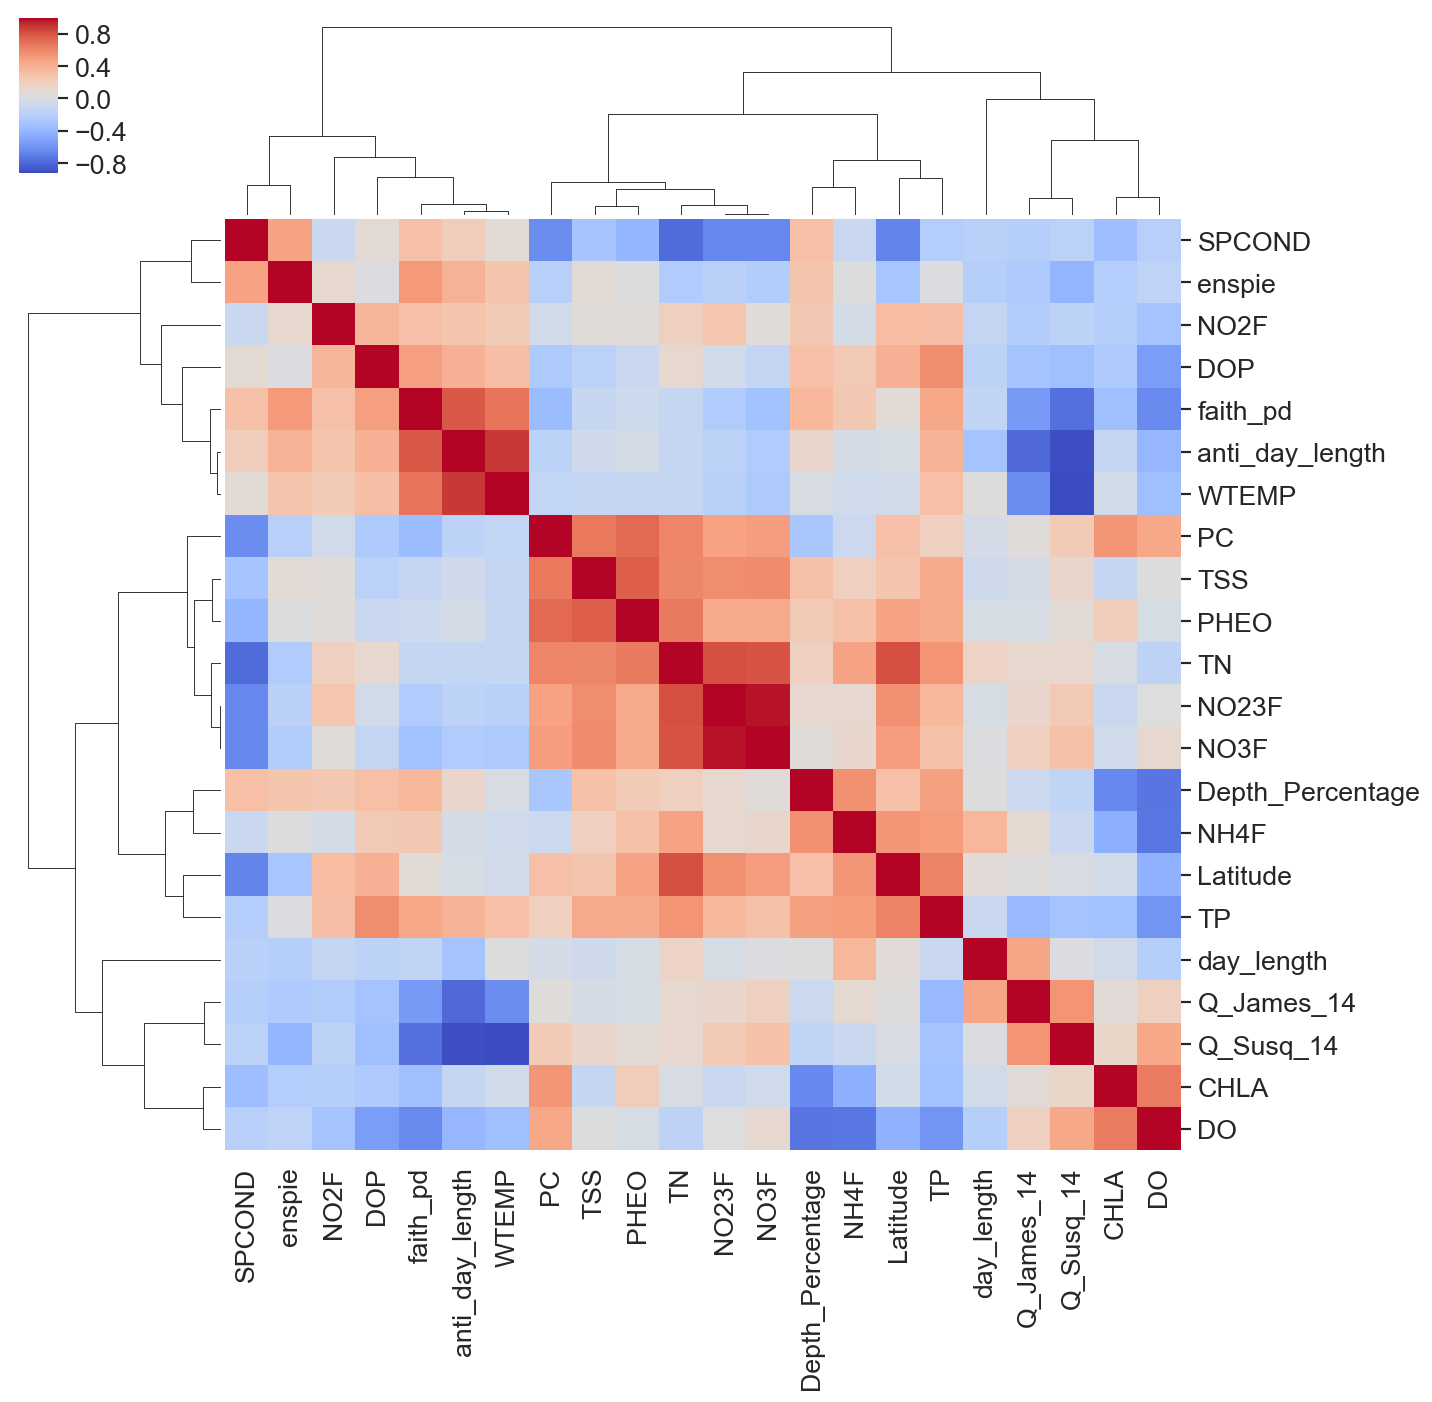 0.8
0.4
0.0
−0.4
−0.8
SPCOND
enspie
NO2F
DOP
faith_pd
anti_day_length
WTEMP
PC
TSS
PHEO
TN
NO23F
NO3F
Depth_Percentage
NH4F
Latitude
TP
day_length
Q_James_14
Q_Susq_14
CHLA
DO
SPCOND
enspie
NO2F
DOP
faith_pd
anti_day_length
WTEMP
PC
TSS
PHEO
TN
NO23F
NO3F
Depth_Percentage
NH4F
Latitude
TP
day_length
Q_James_14
Q_Susq_14
CHLA
DO